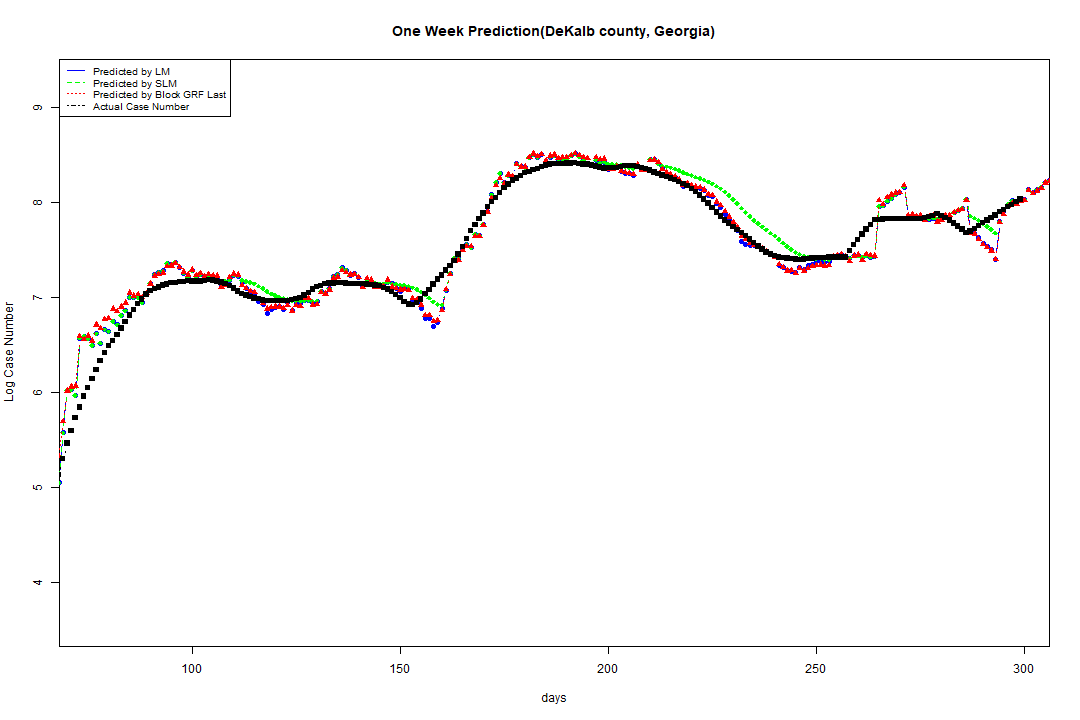 One Week Prediction(DeKalb county, Georgia)
Predicted by LM
Predicted by SLM
Predicted by Block GRF Last
Actual Case Number
9
8
7
6
5
4
Log Case Number
100
150
200
250
300
days